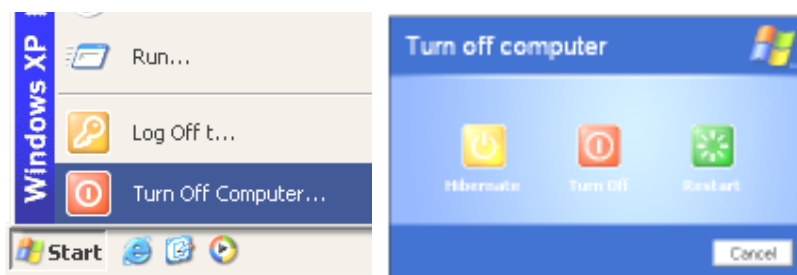 Windows XP
Run...
Log Off t...
Turn Off Computer...
Start
Turn off computer
Hibernate
Turn Off
Restart
Cancel